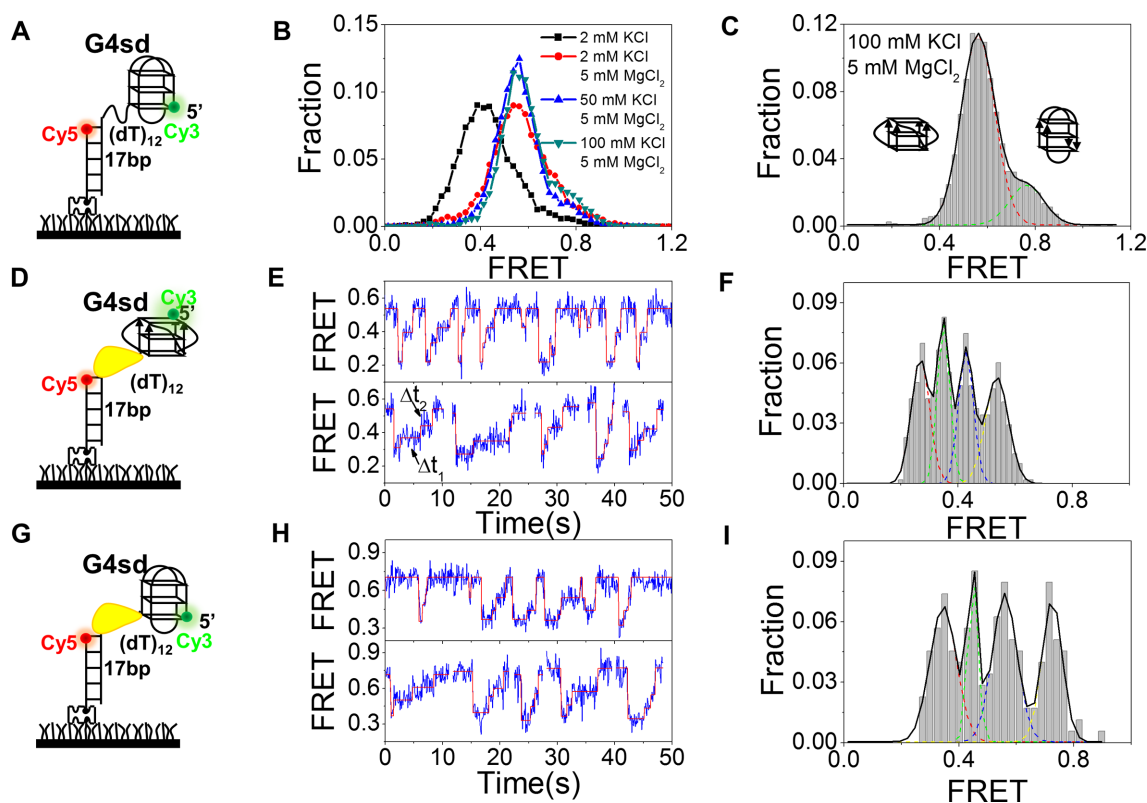 A
G4sd
Cy5
(dT)12
5’
Cy3
17bp
B
Fraction
0.15
0.10
0.05
0.00
2 mM KCl
2 mM KCl
5 mM MgCl2
50 mM KCl
5 mM MgCl2
100 mM KCl
5 mM MgCl2
0.0 0.4 0.8 1.2
FRET
C
Fraction
0.12
0.08
0.04
0.00
100 mM KCl
5 mM MgCl2
0.0 0.4 0.8 1.2
FRET
D
G4sd
Cy3
5’
Cy5
(dT)12
17bp
E
FRET
0.6
0.4
0.2
FRET
0.6
0.4
0.2
Δt2
Δt1
0 10 20 30 40 50
Time(s)
F
Fraction
0.09
0.06
0.03
0.00
0.0 0.4 0.8
FRET
G
G4sd
Cy5
(dT)12
5’
Cy3
17bp
H
FRET
0.9
0.6
0.3
FRET
0.9
0.6
0.3
0 10 20 30 40 50
Time(s)
I
Fraction
0.09
0.06
0.03
0.00
0.0 0.4 0.8
FRET